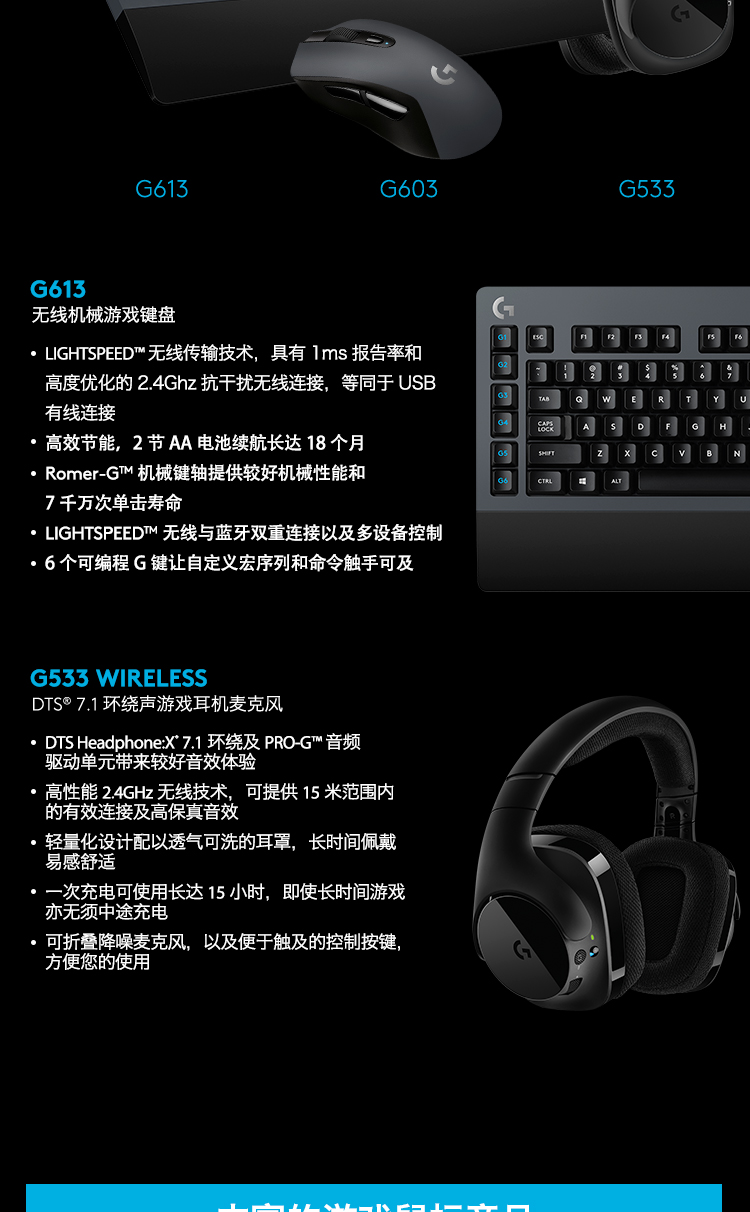 G613 G603 G533
G613
无线机械游戏键盘
• LIGHTSPEED™ 无线传输技术，具有 1ms 报告率和
高度优化的 2.4Ghz 抗干扰无线连接，等同于 USB
有线连接
• 高效节能，2 节 AA 电池续航长达 18 个月
• Romer-G™ 机械键轴提供较好机械性能和
7 千万次单击寿命
• LIGHTSPEED™ 无线与蓝牙双重连接以及多设备控制
• 6 个可编程 G 键让自定义宏序列和命令触手可及
G1 ESC F1 F2 F3 F4 F5 F6
G2 ~ ! 1 @ 2 # 3 $ 4 % 5 ^ 6 & 7
G3 TAB Q W E R T Y U
G4 CAPS LOCK A S D F G H
G5 SHIFT Z X C V B N
G6 CTRL ALT
G533 WIRELESS
DTS® 7.1 环绕声游戏耳机麦克风
• DTS Headphone:X* 7.1 环绕及 PRO-G™ 音频
驱动单元带来较好音效体验
• 高性能 2.4GHz 无线技术，可提供 15 米范围内
的有效连接及高保真音效
• 轻量化设计配以透气可洗的耳罩，长时间佩戴
易感舒适
• 一次充电可使用长达 15 小时，即使长时间游戏
亦无须中途充电
• 可折叠降噪麦克风，以及便于触及的控制按键，
方便您的使用